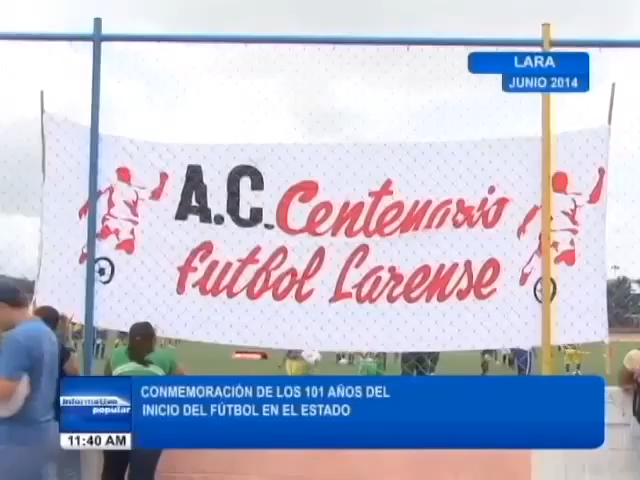 LARA
JUNIO 2014
A.C. Centenario
futbol Larense
informativo
popular
CONMEMORACIÓN DE LOS 101 AÑOS DEL
INICIO DEL FÚTBOL EN EL ESTADO
11:40 AM